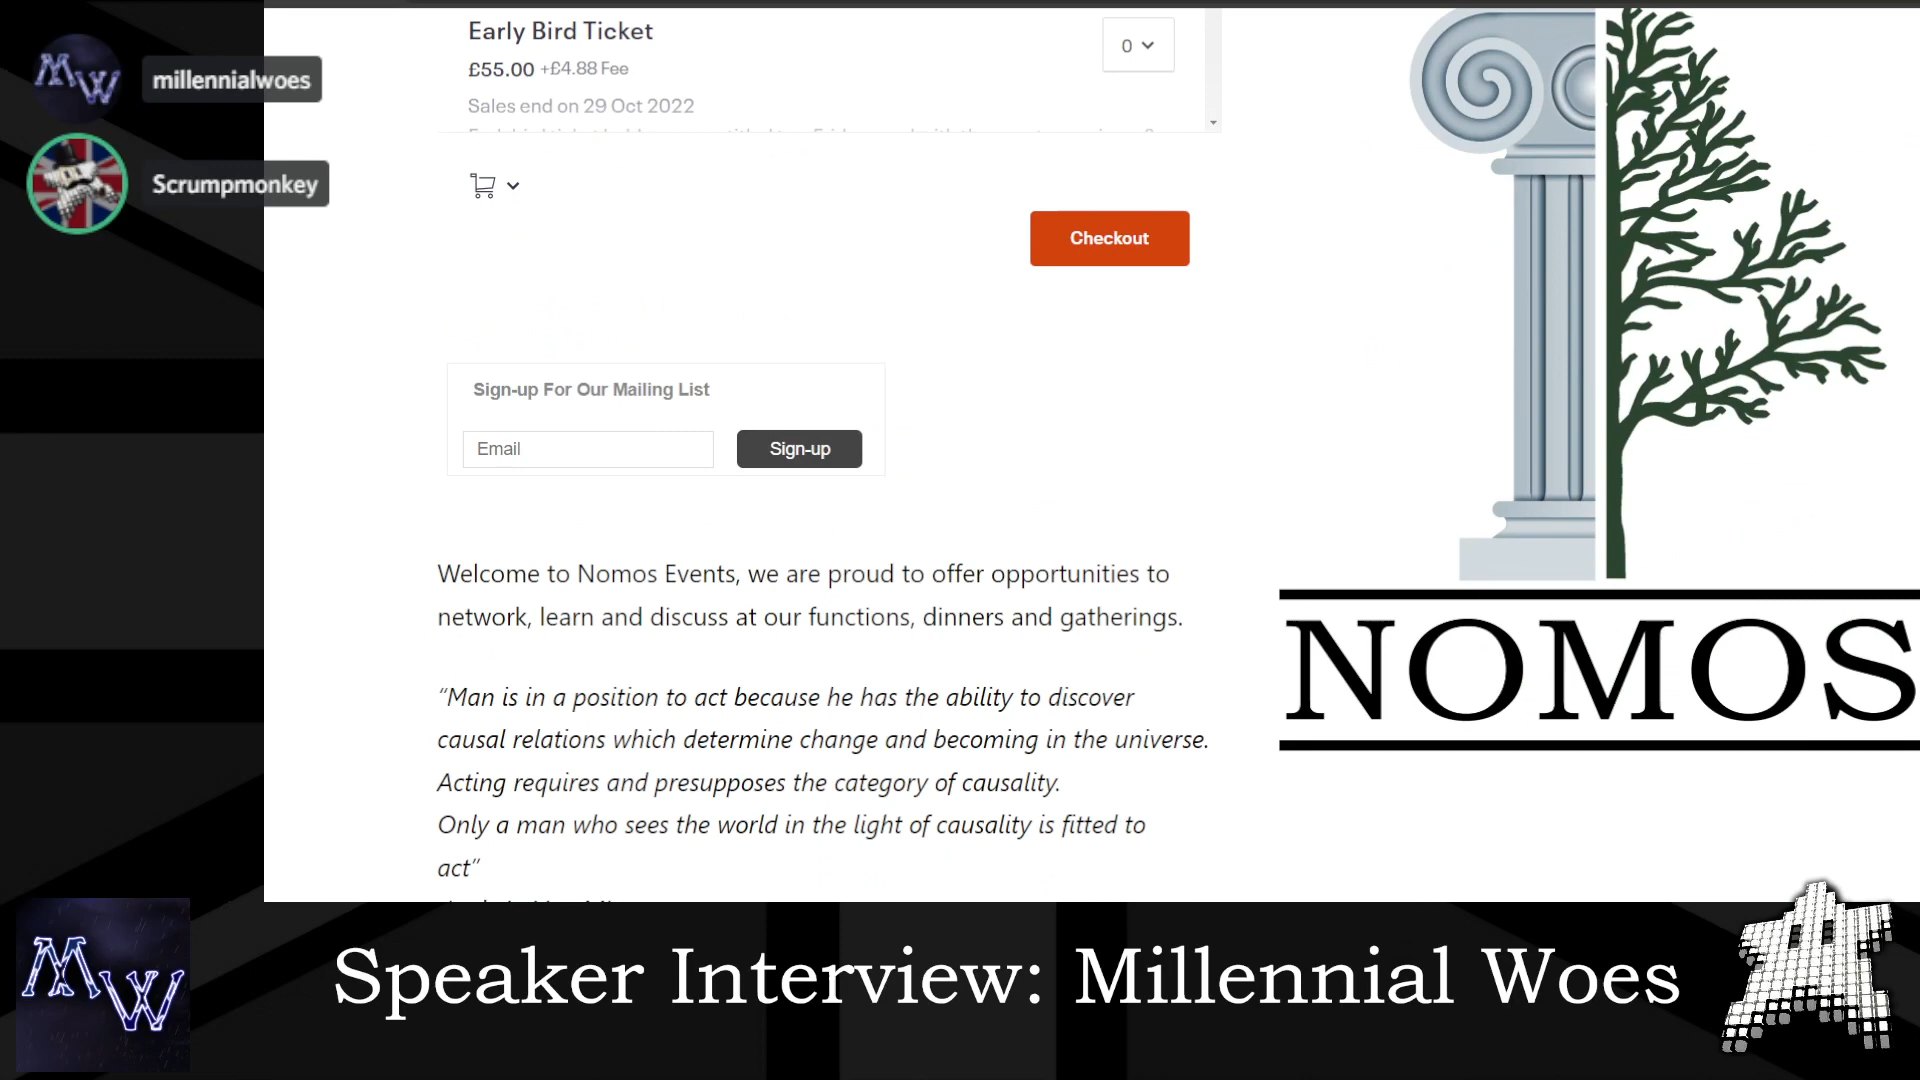 Early Bird Ticket
0
£55.00 +£4.88 Fee
Sales end on 29 Oct 2022
MW millennialwoes
Scrumpmonkey
Checkout
Sign-up For Our Mailing List
Email Sign-up
Welcome to Nomos Events, we are proud to offer opportunities to
network, learn and discuss at our functions, dinners and gatherings.
NOMOS
“Man is in a position to act because he has the ability to discover
causal relations which determine change and becoming in the universe.
Acting requires and presupposes the category of causality.
Only a man who sees the world in the light of causality is fitted to
act”
MW
Speaker Interview: Millennial Woes